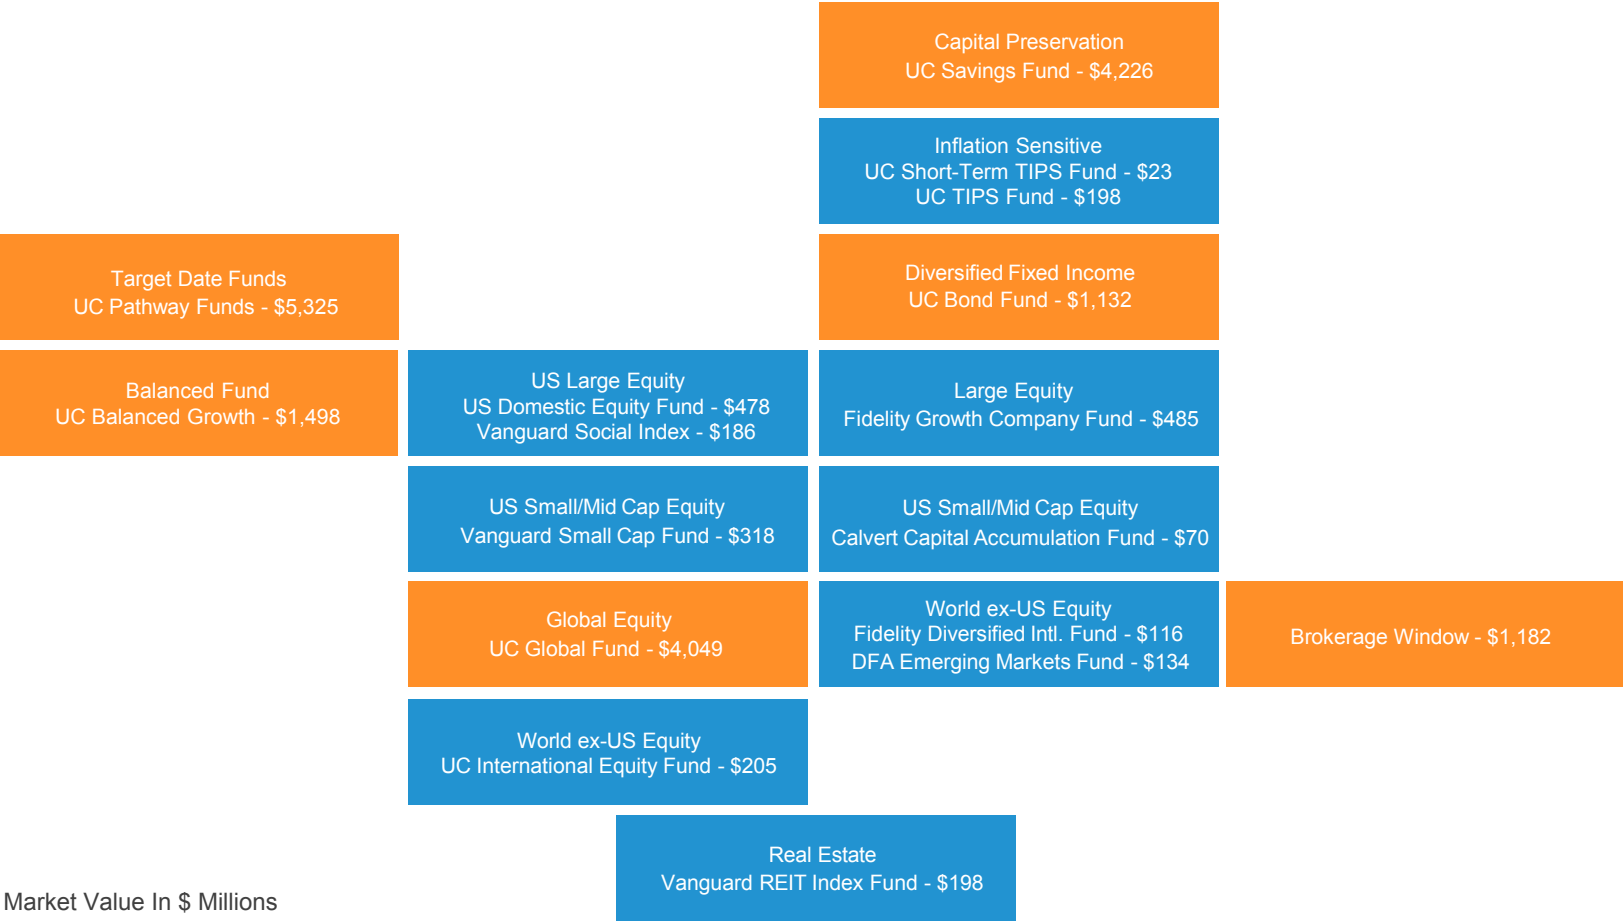 Capital Preservation
UC Savings Fund - $4,226
Inflation Sensitive
UC Short-Term TIPS Fund - $23
UC TIPS Fund - $198
Target Date Funds
UC Pathway Funds - $5,325
Diversified Fixed Income
UC Bond Fund - $1,132
Balanced Fund
UC Balanced Growth - $1,498
US Large Equity
US Domestic Equity Fund - $478
Vanguard Social Index - $186
Large Equity
Fidelity Growth Company Fund - $485
US Small/Mid Cap Equity
Vanguard Small Cap Fund - $318
US Small/Mid Cap Equity
Calvert Capital Accumulation Fund - $70
Global Equity
UC Global Fund - $4,049
World ex-US Equity
Fidelity Diversified Intl. Fund - $116
DFA Emerging Markets Fund - $134
Brokerage Window - $1,182
World ex-US Equity
UC International Equity Fund - $205
Real Estate
Vanguard REIT Index Fund - $198
Market Value In $ Millions